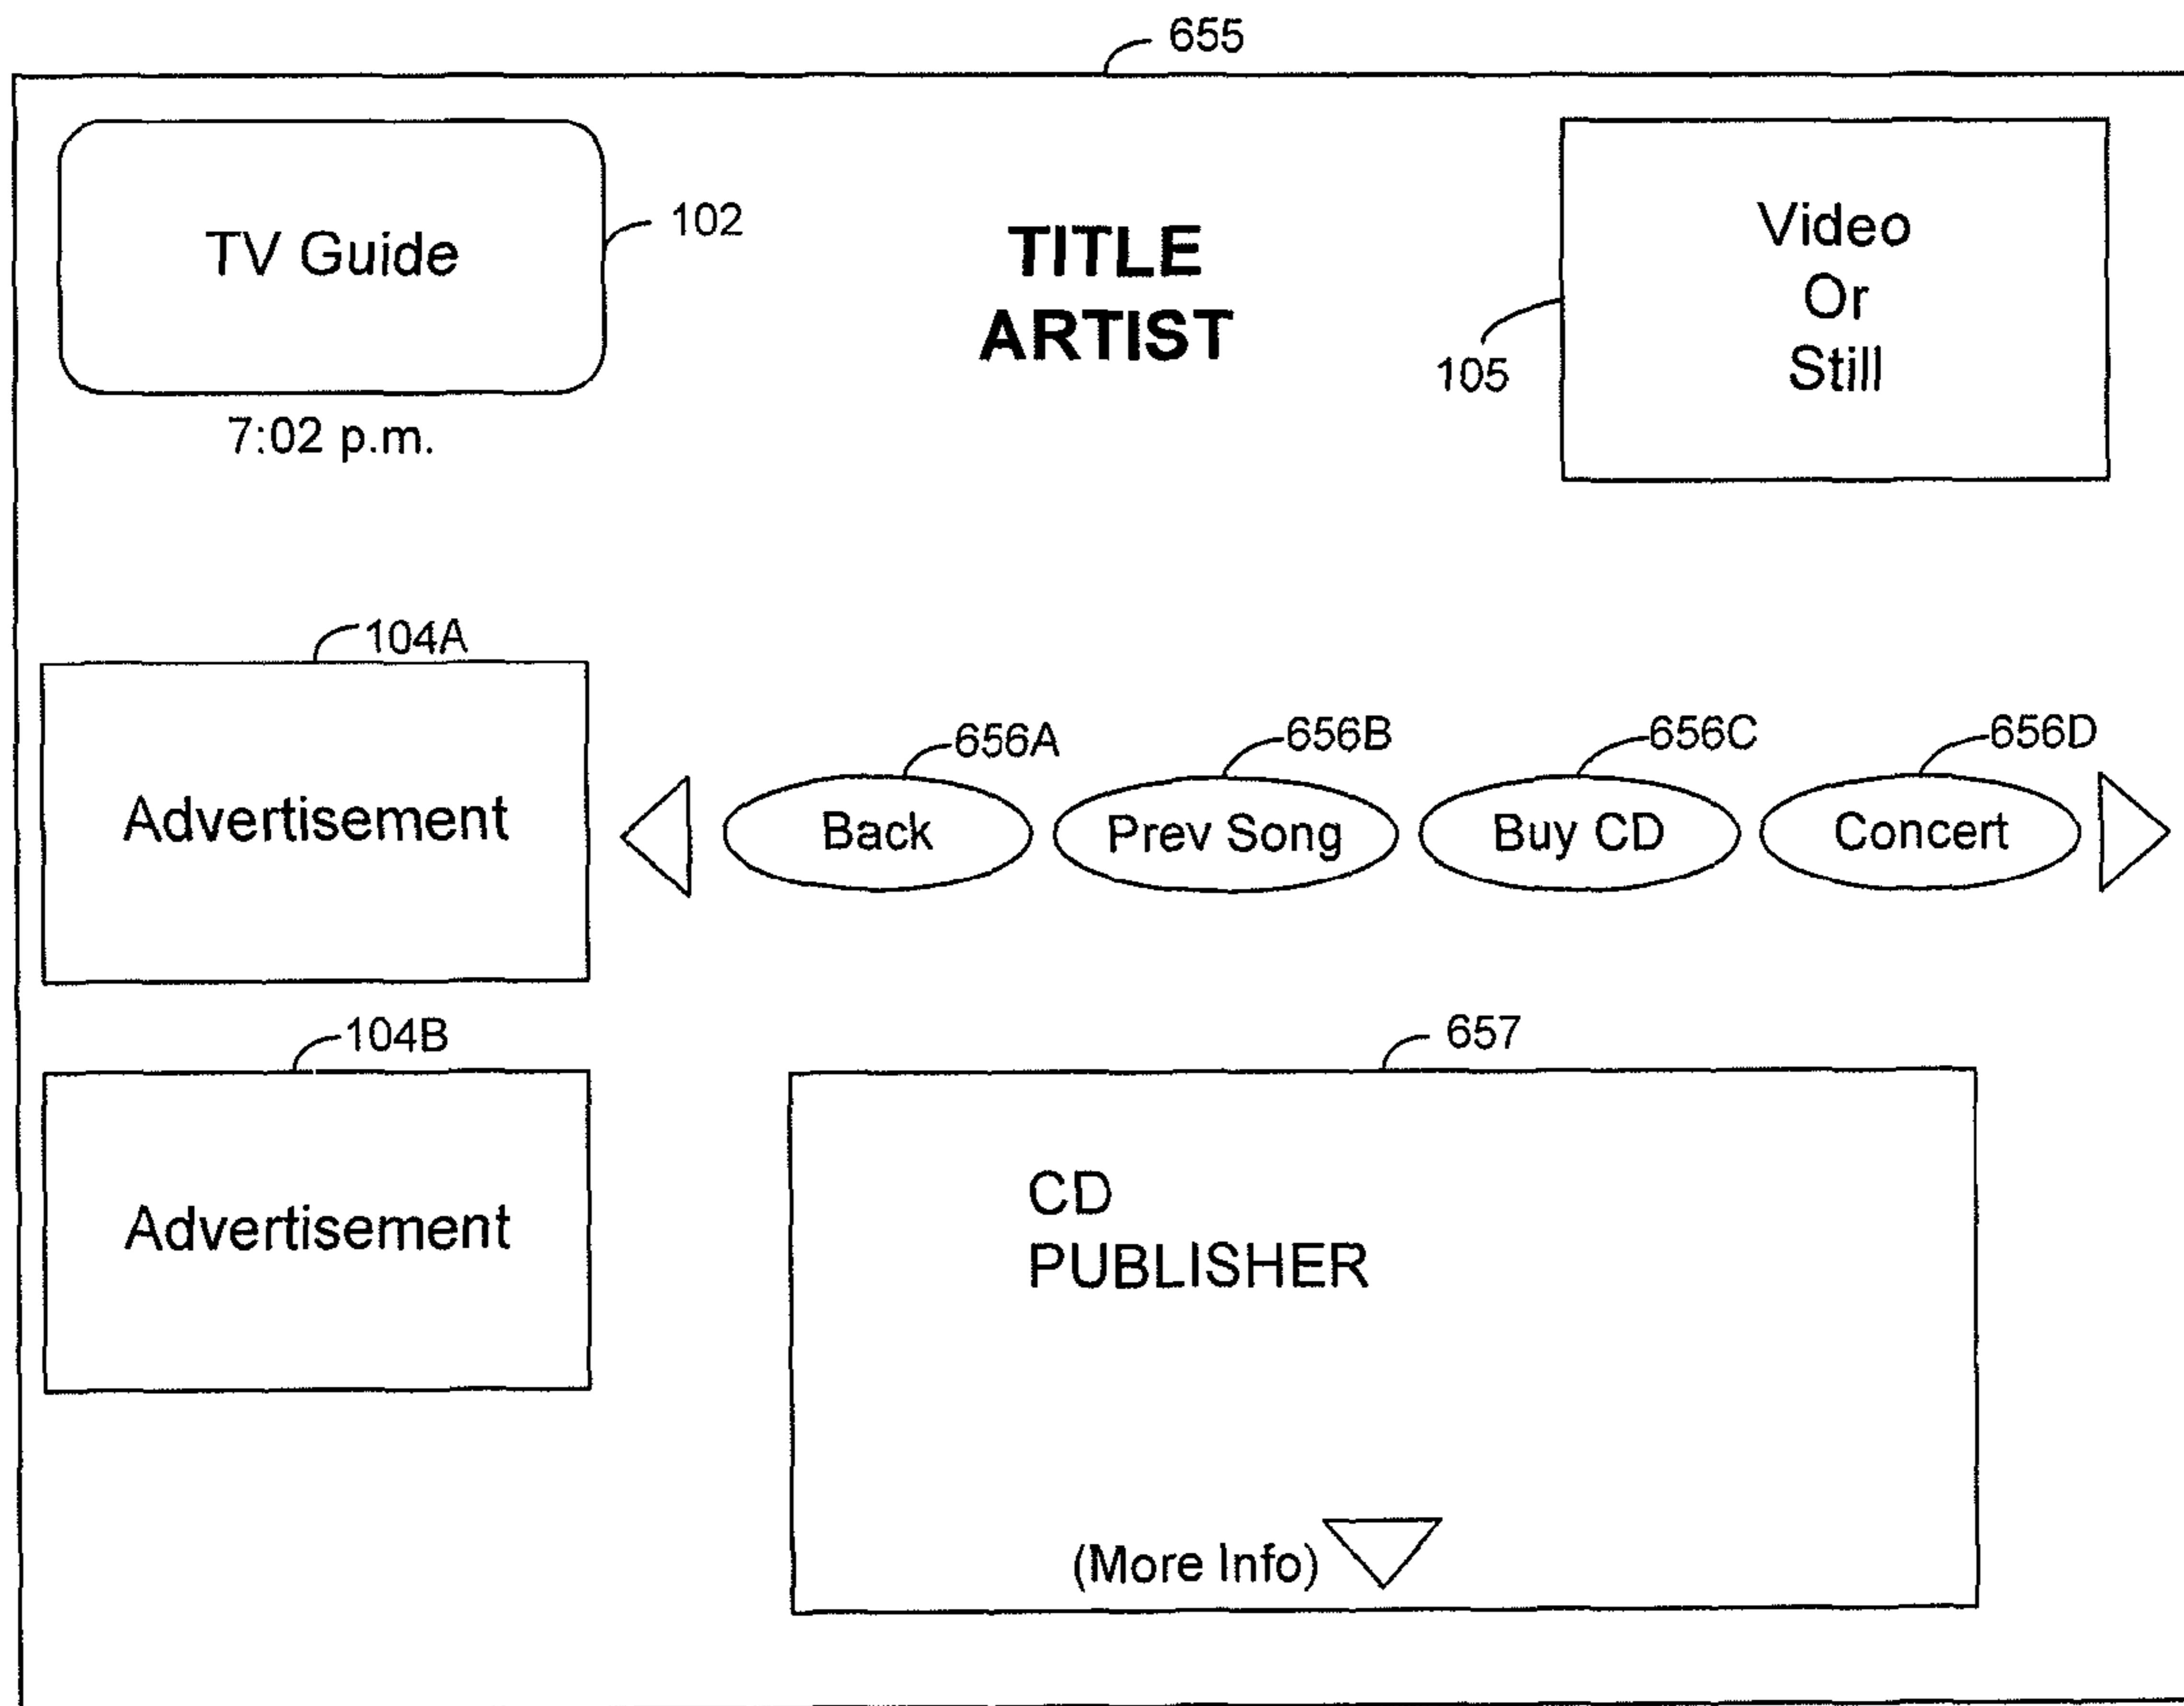 655
TV Guide
102
7:02 p.m.
TITLE
ARTIST
Video
Or
Still
105
104A
Advertisement
656A
656B
656C
656D
Back
Prev Song
Buy CD
Concert
104B
Advertisement
657
CD
PUBLISHER
(More Info)